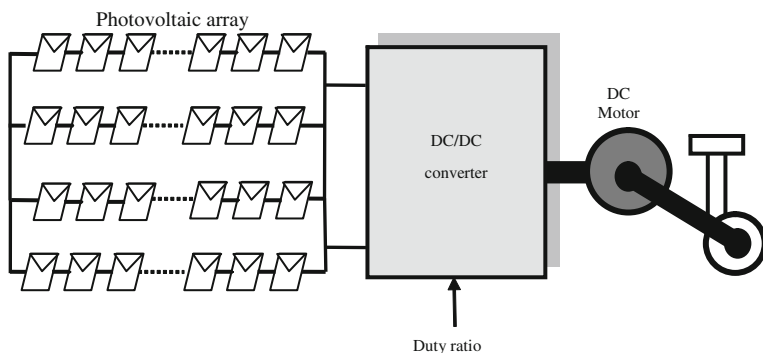 Photovoltaic array
DC/DC
converter
DC
Motor
Duty ratio